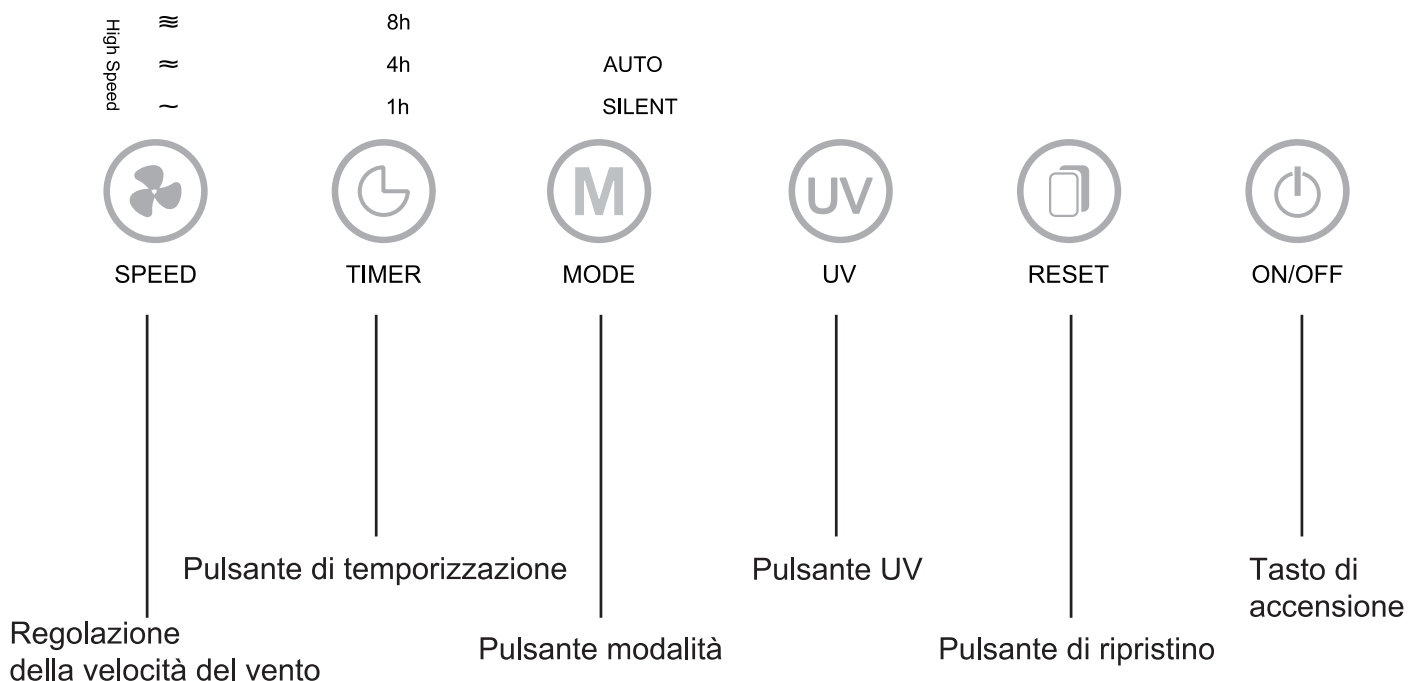 High Speed
≋ 8h
≈ 4h AUTO
~ 1h SILENT
M UV
SPEED TIMER MODE UV RESET ON/OFF
Pulsante di temporizzazione Pulsante UV Tasto di
accensione
Regolazione
della velocità del vento Pulsante modalità Pulsante di ripristino